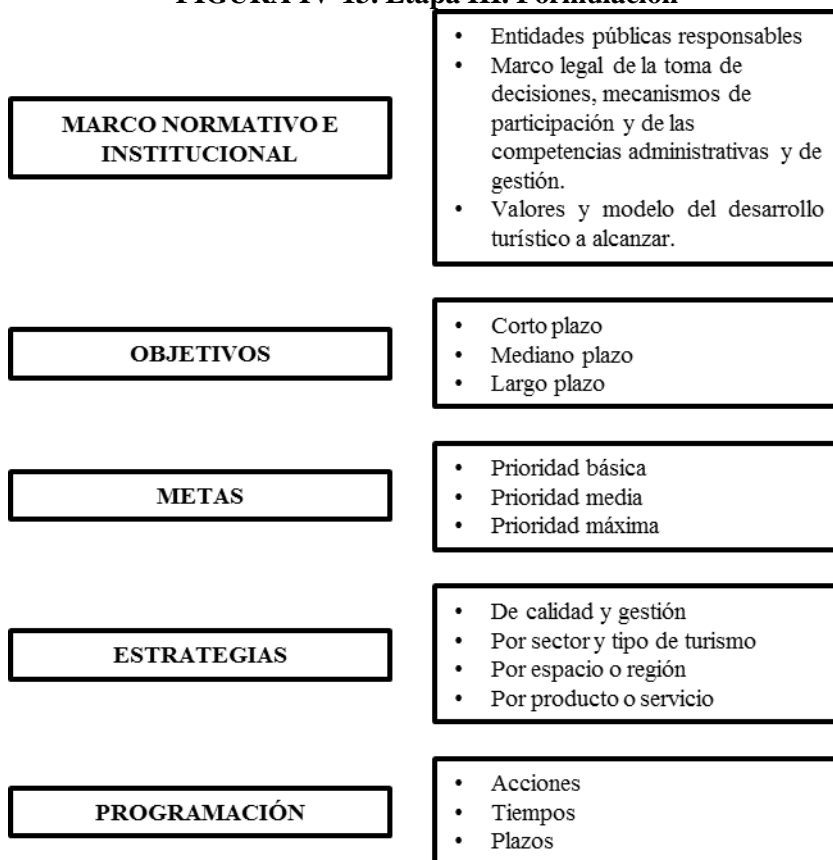 FIGURA IV-13. Etapa III. Formulación
MARCO NORMATIVO E
INSTITUCIONAL
• Entidades públicas responsables
• Marco legal de la toma de
decisiones, mecanismos de
participación y de las
competencias administrativas y de
gestión.
• Valores y modelo del desarrollo
turístico a alcanzar.
OBJETIVOS
• Corto plazo
• Mediano plazo
• Largo plazo
METAS
• Prioridad básica
• Prioridad media
• Prioridad máxima
ESTRATEGIAS
• De calidad y gestión
• Por sector y tipo de turismo
• Por espacio o región
• Por producto o servicio
PROGRAMACIÓN
• Acciones
• Tiempos
• Plazos